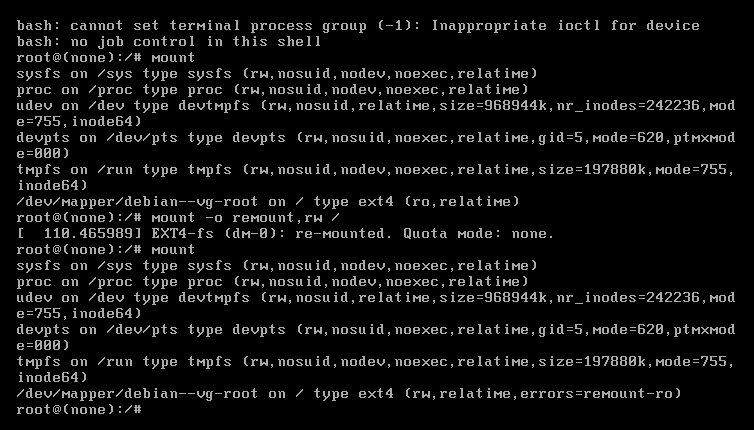 bash: cannot set terminal process group (-1): Inappropriate ioctl for device
bash: no job control in this shell
root@(none):/# mount
sysfs on /sys type sysfs (rw,nosuid,nodev,noexec,relatime)
proc on /proc type proc (rw,nosuid,nodev,noexec,relatime)
udev on /dev type devtmpfs (rw,nosuid,relatime,size=968944k,nr_inodes=242236,mod
e=755,inode64)
devpts on /dev/pts type devpts (rw,nosuid,noexec,relatime,gid=5,mode=620,ptmxmod
e=000)
tmpfs on /run type tmpfs (rw,nosuid,nodev,noexec,relatime,size=197880k,mode=755,
inode64)
/dev/mapper/debian--vg-root on / type ext4 (ro,relatime)
root@(none):/# mount -o remount,rw /
[  110.465989] EXT4-fs (dm-0): re-mounted. Quota mode: none.
root@(none):/# mount
sysfs on /sys type sysfs (rw,nosuid,nodev,noexec,relatime)
proc on /proc type proc (rw,nosuid,nodev,noexec,relatime)
udev on /dev type devtmpfs (rw,nosuid,relatime,size=968944k,nr_inodes=242236,mod
e=755,inode64)
devpts on /dev/pts type devpts (rw,nosuid,noexec,relatime,gid=5,mode=620,ptmxmod
e=000)
tmpfs on /run type tmpfs (rw,nosuid,nodev,noexec,relatime,size=197880k,mode=755,
inode64)
/dev/mapper/debian--vg-root on / type ext4 (rw,relatime,errors=remount-ro)
root@(none):/#